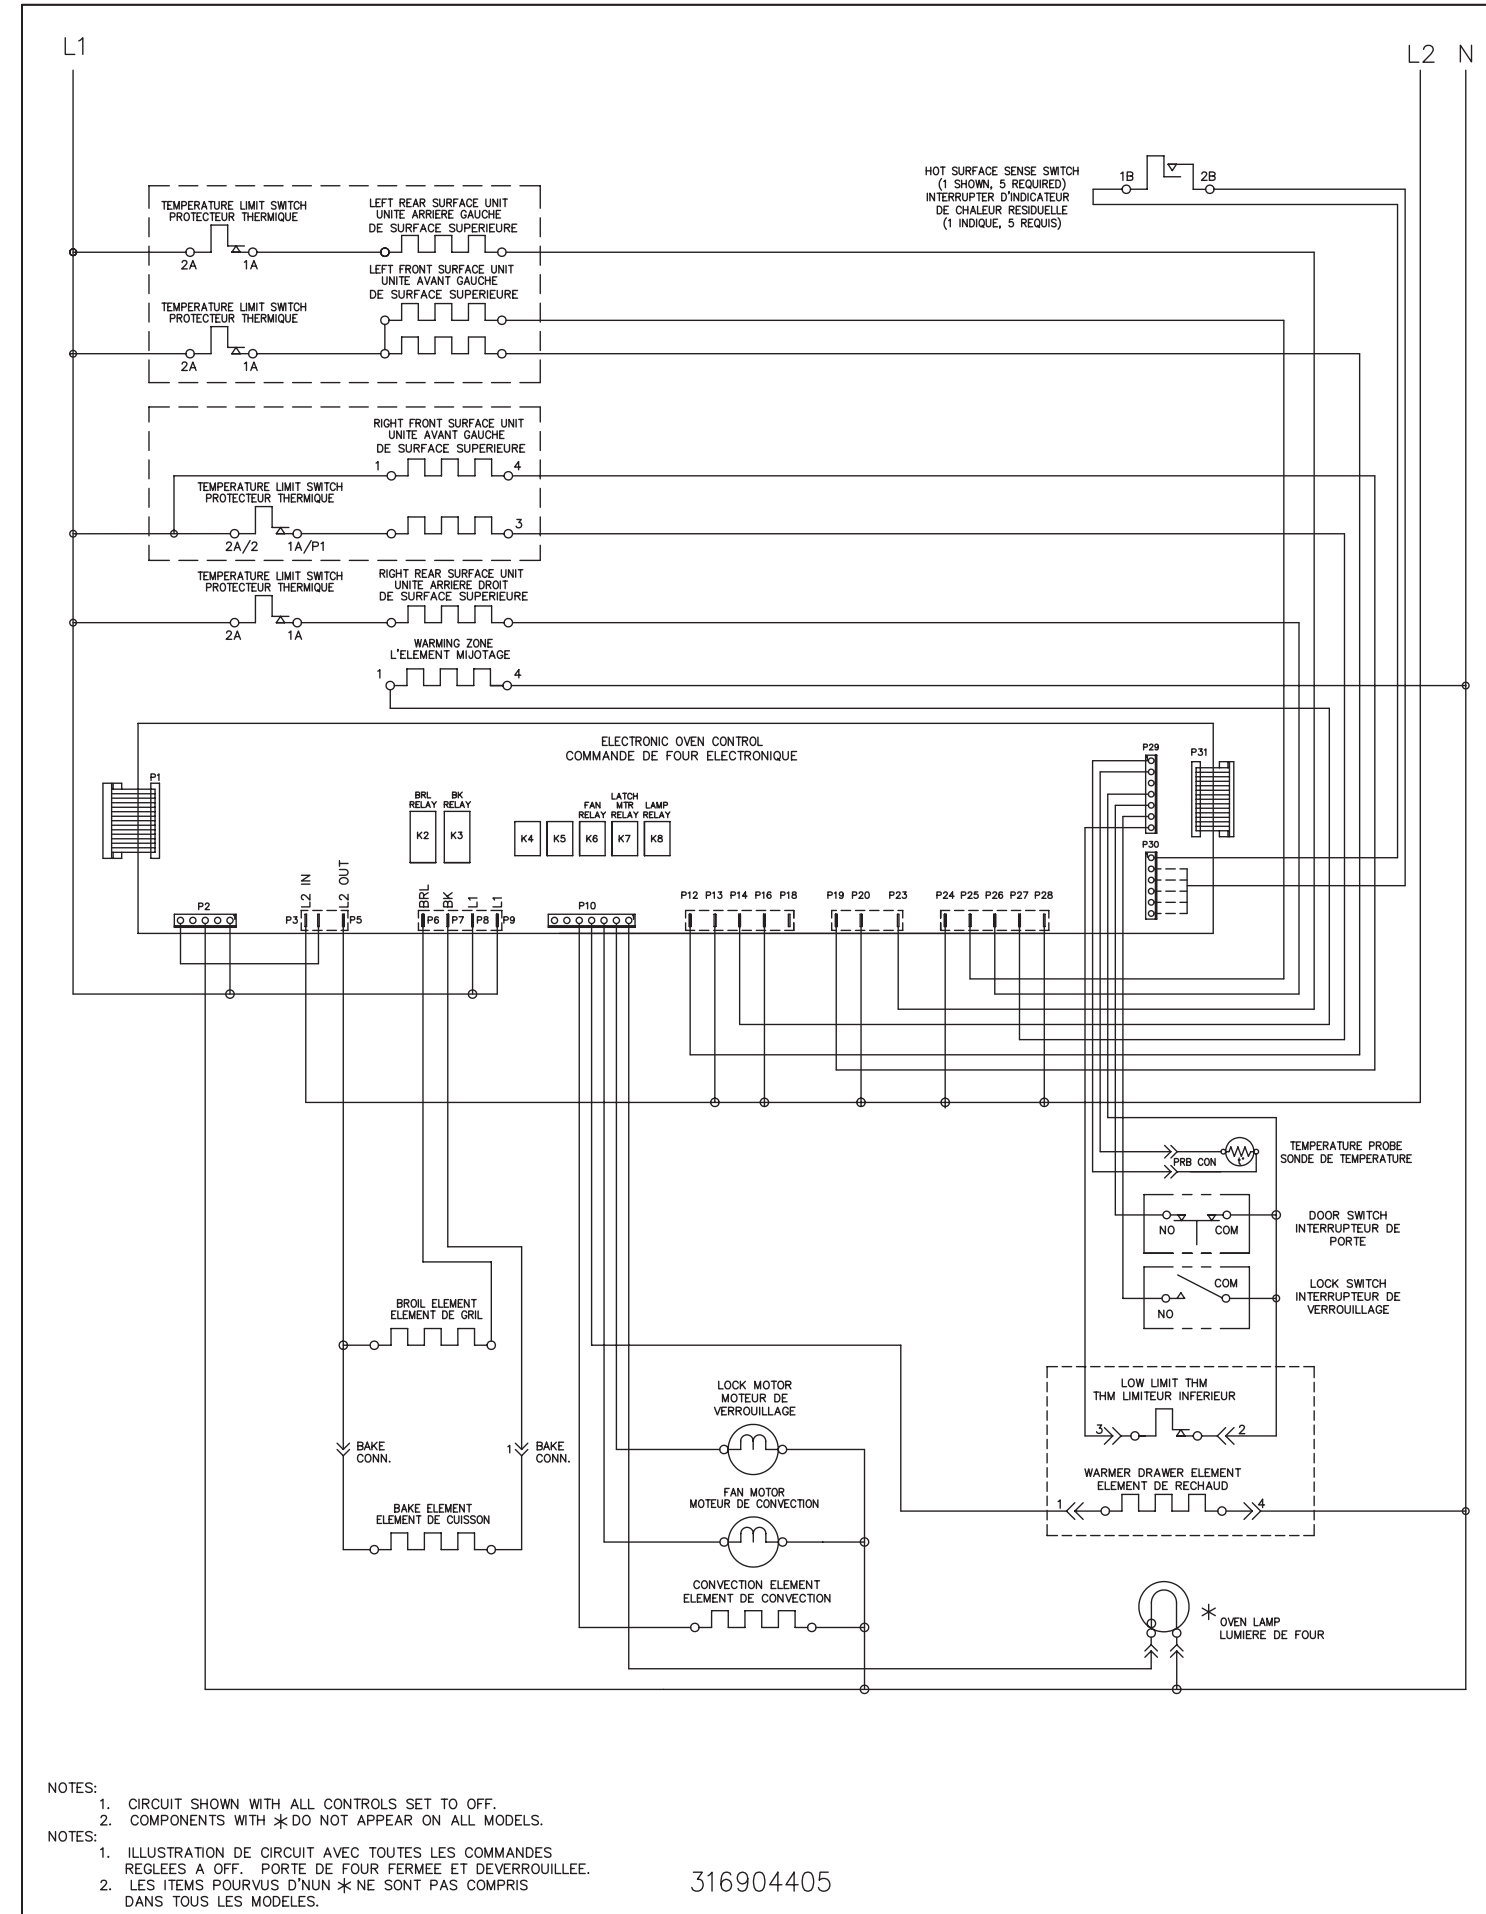 L1
L2 N
HOT SURFACE SENSE SWITCH
(1 SHOWN, 5 REQUIRED)
INTERRUPTER D'INDICATEUR
DE CHALEUR RESIDUELLE
(1 INDIQUE, 5 REQUIS)
1B
2B
TEMPERATURE LIMIT SWITCH
PROTECTEUR THERMIQUE
2A
1A
LEFT REAR SURFACE UNIT
UNITE ARRIERE GAUCHE
DE SURFACE SUPERIEURE
LEFT FRONT SURFACE UNIT
UNITE AVANT GAUCHE
DE SURFACE SUPERIEURE
TEMPERATURE LIMIT SWITCH
PROTECTEUR THERMIQUE
2A
1A
RIGHT FRONT SURFACE UNIT
UNITE AVANT GAUCHE
DE SURFACE SUPERIEURE
1
4
TEMPERATURE LIMIT SWITCH
PROTECTEUR THERMIQUE
2A/2
1A/P1
3
TEMPERATURE LIMIT SWITCH
PROTECTEUR THERMIQUE
2A
1A
RIGHT REAR SURFACE UNIT
UNITE ARRIERE DROIT
DE SURFACE SUPERIEURE
WARMING ZONE
L'ELEMENT MIJOTAGE
1
4
ELECTRONIC OVEN CONTROL
COMMANDE DE FOUR ELECTRONIQUE
P1
BRL
RELAY
K2
BK
RELAY
K3
K4
K5
FAN
RELAY
K6
LATCH
MTR
RELAY
K7
LAMP
RELAY
K8
P29
P31
P30
P2
P3
L2 IN
L2 OUT
P5
BRL
BK
L1
L1
P6
P7
P8
P9
P10
P12 P13 P14 P16 P18
P19 P20 P23
P24 P25 P26 P27 P28
PRB CON
TEMPERATURE PROBE
SONDE DE TEMPERATURE
NO
COM
DOOR SWITCH
INTERRUPTEUR DE
PORTE
COM
NO
LOCK SWITCH
INTERRUPTEUR DE
VERROUILLAGE
BROIL ELEMENT
ELEMENT DE GRIL
BAKE
CONN.
1
BAKE
CONN.
BAKE ELEMENT
ELEMENT DE CUISSON
LOCK MOTOR
MOTEUR DE
VERROUILLAGE
FAN MOTOR
MOTEUR DE CONVECTION
CONVECTION ELEMENT
ELEMENT DE CONVECTION
LOW LIMIT THM
THM LIMITEUR INFERIEUR
3
2
WARMER DRAWER ELEMENT
ELEMENT DE RECHAUD
1
4
* OVEN LAMP
LUMIERE DE FOUR
NOTES:
1. CIRCUIT SHOWN WITH ALL CONTROLS SET TO OFF.
2. COMPONENTS WITH * DO NOT APPEAR ON ALL MODELS.
NOTES:
1. ILLUSTRATION DE CIRCUIT AVEC TOUTES LES COMMANDES
REGLEES A OFF. PORTE DE FOUR FERMEE ET DEVERROUILLEE.
2. LES ITEMS POURVUS D'NUN * NE SONT PAS COMPRIS
DANS TOUS LES MODELES.
316904405